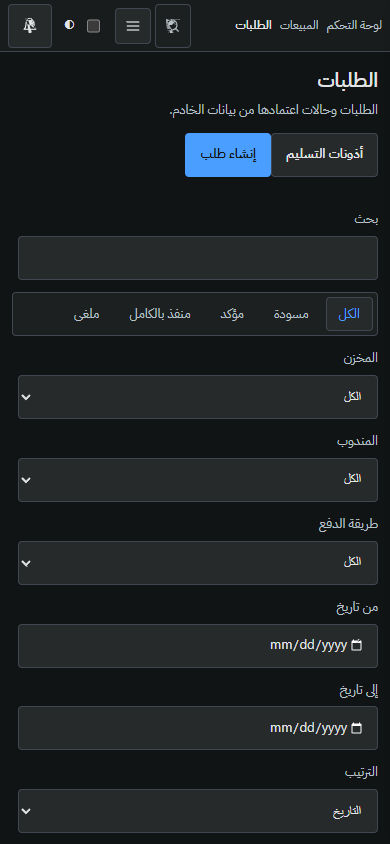 لوحة التحكم المبيعات الطلبات
الطلبات
الطلبات وحالات اعتمادها من بيانات الخادم.
أذونات التسليم إنشاء طلب
بحث
الكل مسودة مؤكد منفذ بالكامل ملغى
المخزن
الكل
المندوب
الكل
طريقة الدفع
الكل
من تاريخ
mm/dd/yyyy
إلى تاريخ
mm/dd/yyyy
الترتيب
التاريخ